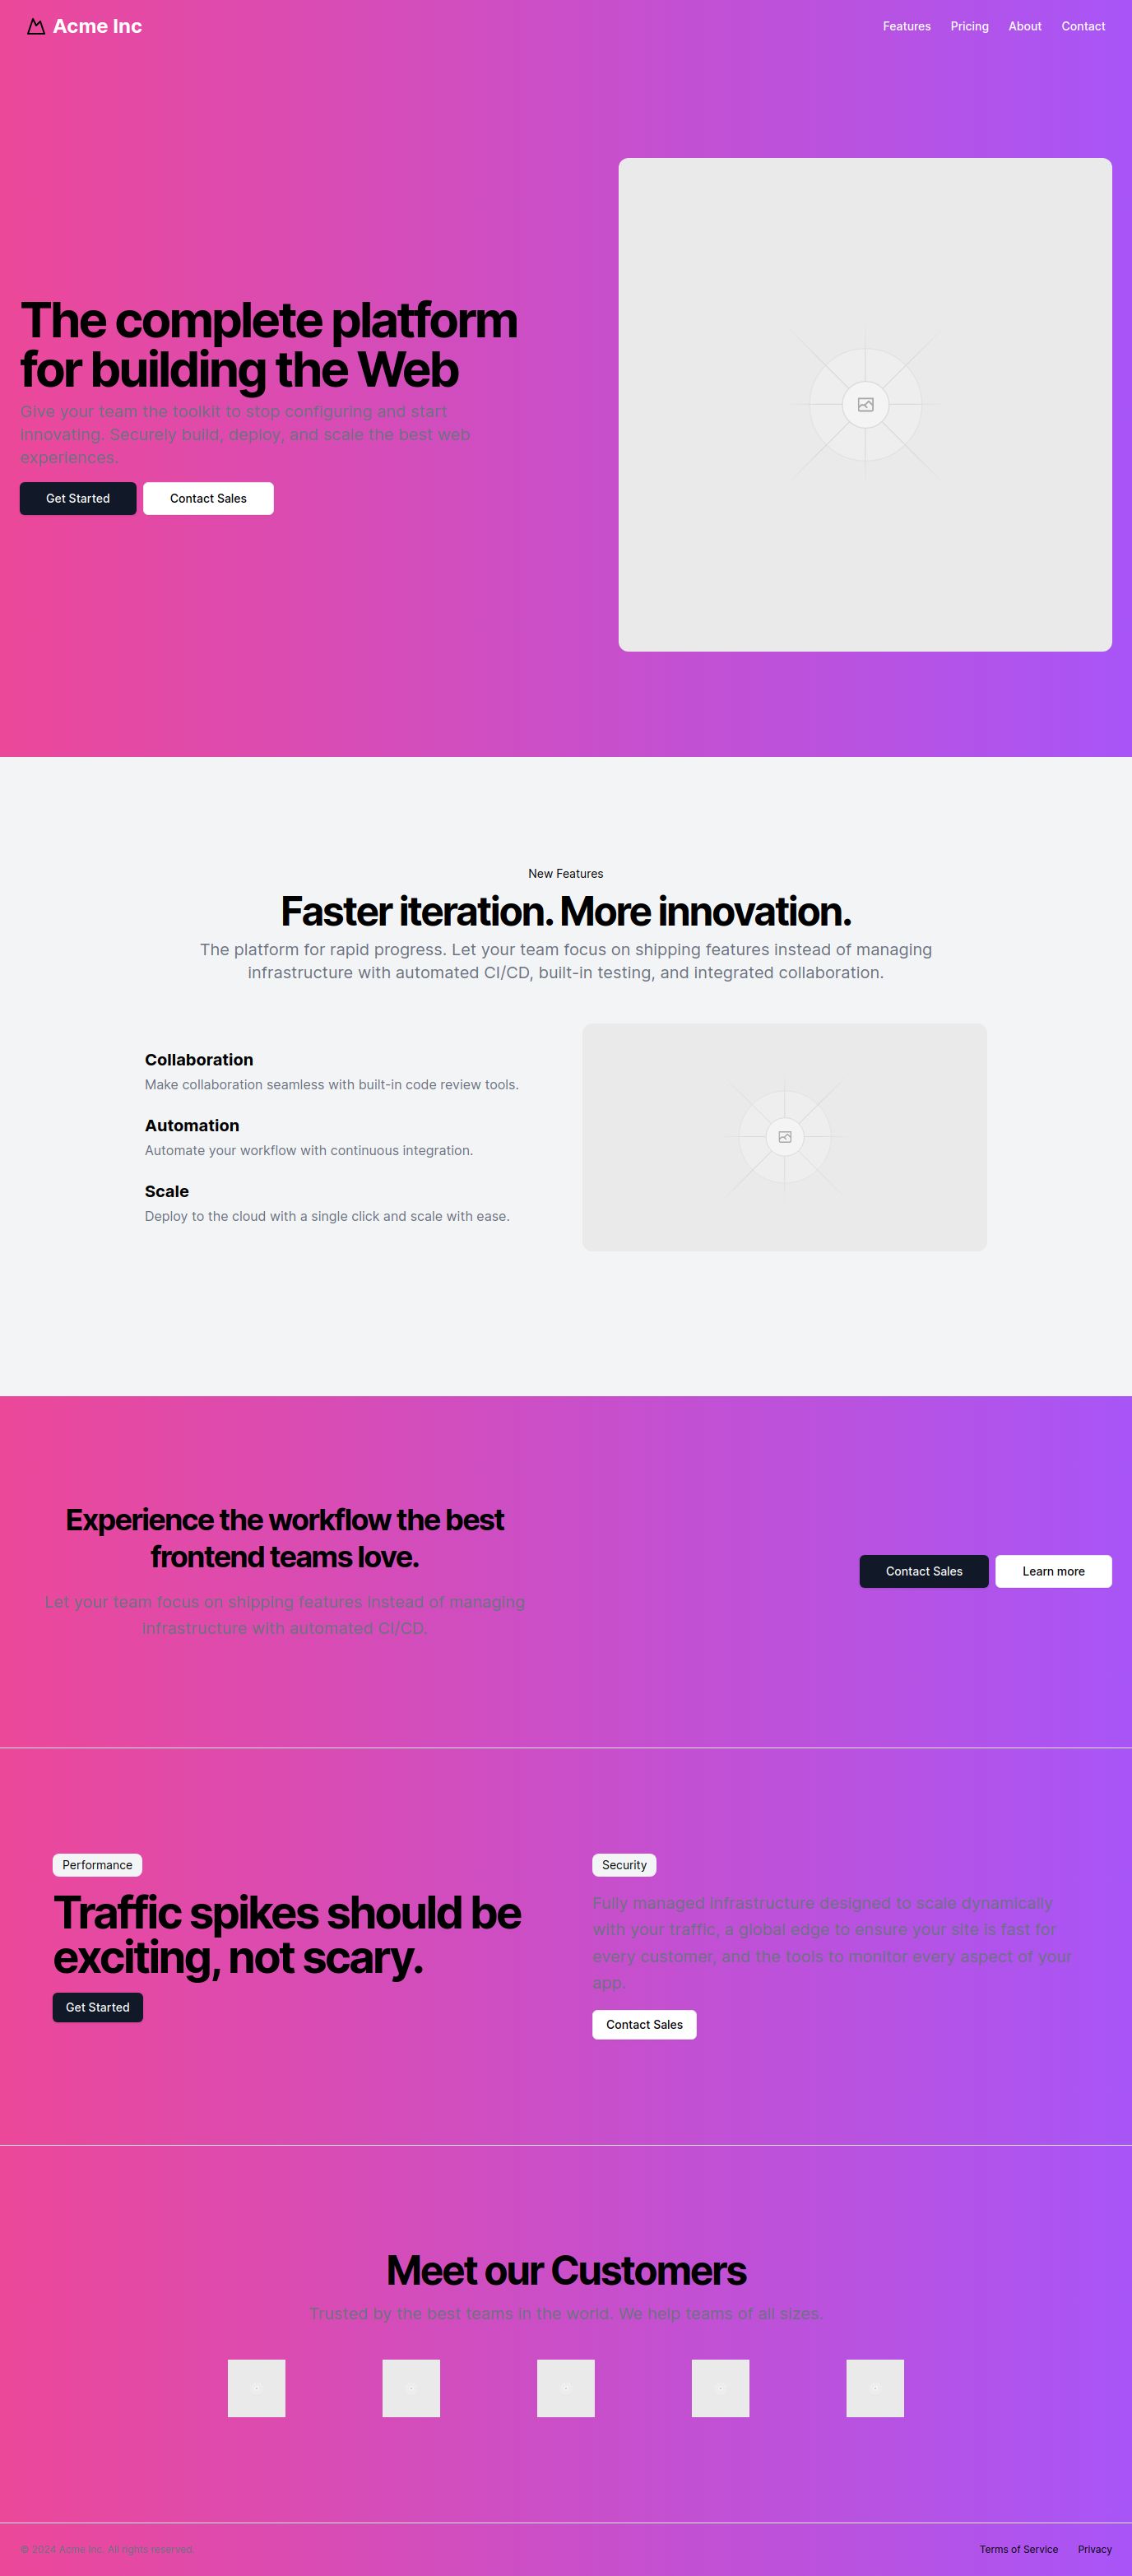 Acme Inc
Features Pricing About Contact
The complete platform
for building the Web
Give your team the toolkit to stop configuring and start
innovating. Securely build, deploy, and scale the best web
experiences.
Get Started Contact Sales
New Features
Faster iteration. More innovation.
The platform for rapid progress. Let your team focus on shipping features instead of managing
infrastructure with automated CI/CD, built-in testing, and integrated collaboration.
Collaboration
Make collaboration seamless with built-in code review tools.
Automation
Automate your workflow with continuous integration.
Scale
Deploy to the cloud with a single click and scale with ease.
Experience the workflow the best
frontend teams love.
Let your team focus on shipping features instead of managing
infrastructure with automated CI/CD.
Contact Sales Learn more
Performance
Traffic spikes should be
exciting, not scary.
Get Started
Security
Fully managed infrastructure designed to scale dynamically
with your traffic, a global edge to ensure your site is fast for
every customer, and the tools to monitor every aspect of your
app.
Contact Sales
Meet our Customers
Trusted by the best teams in the world. We help teams of all sizes.
© 2024 Acme Inc. All rights reserved.
Terms of Service Privacy